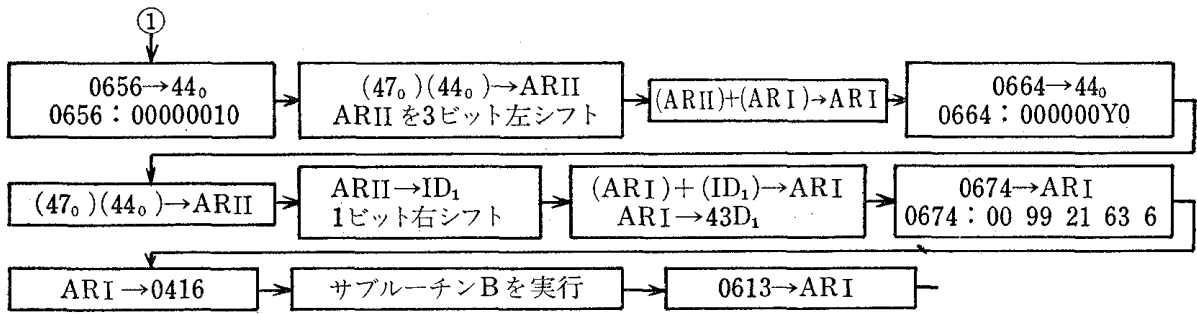 ①
0656→44₀
0656：00000010
(47₀)(44₀)→ARII
ARIIを3ビット左シフト
(ARII)+(ARI)→ARI
0664→44₀
0664：000000Y0
(47₀)(44₀)→ARII
ARII→ID₁
1ビット右シフト
(ARI)+(ID₁)→ARI
ARI→43D₁
0674→ARI
0674：00 99 21 63 6
ARI→0416
サブルーチンBを実行
0613→ARI